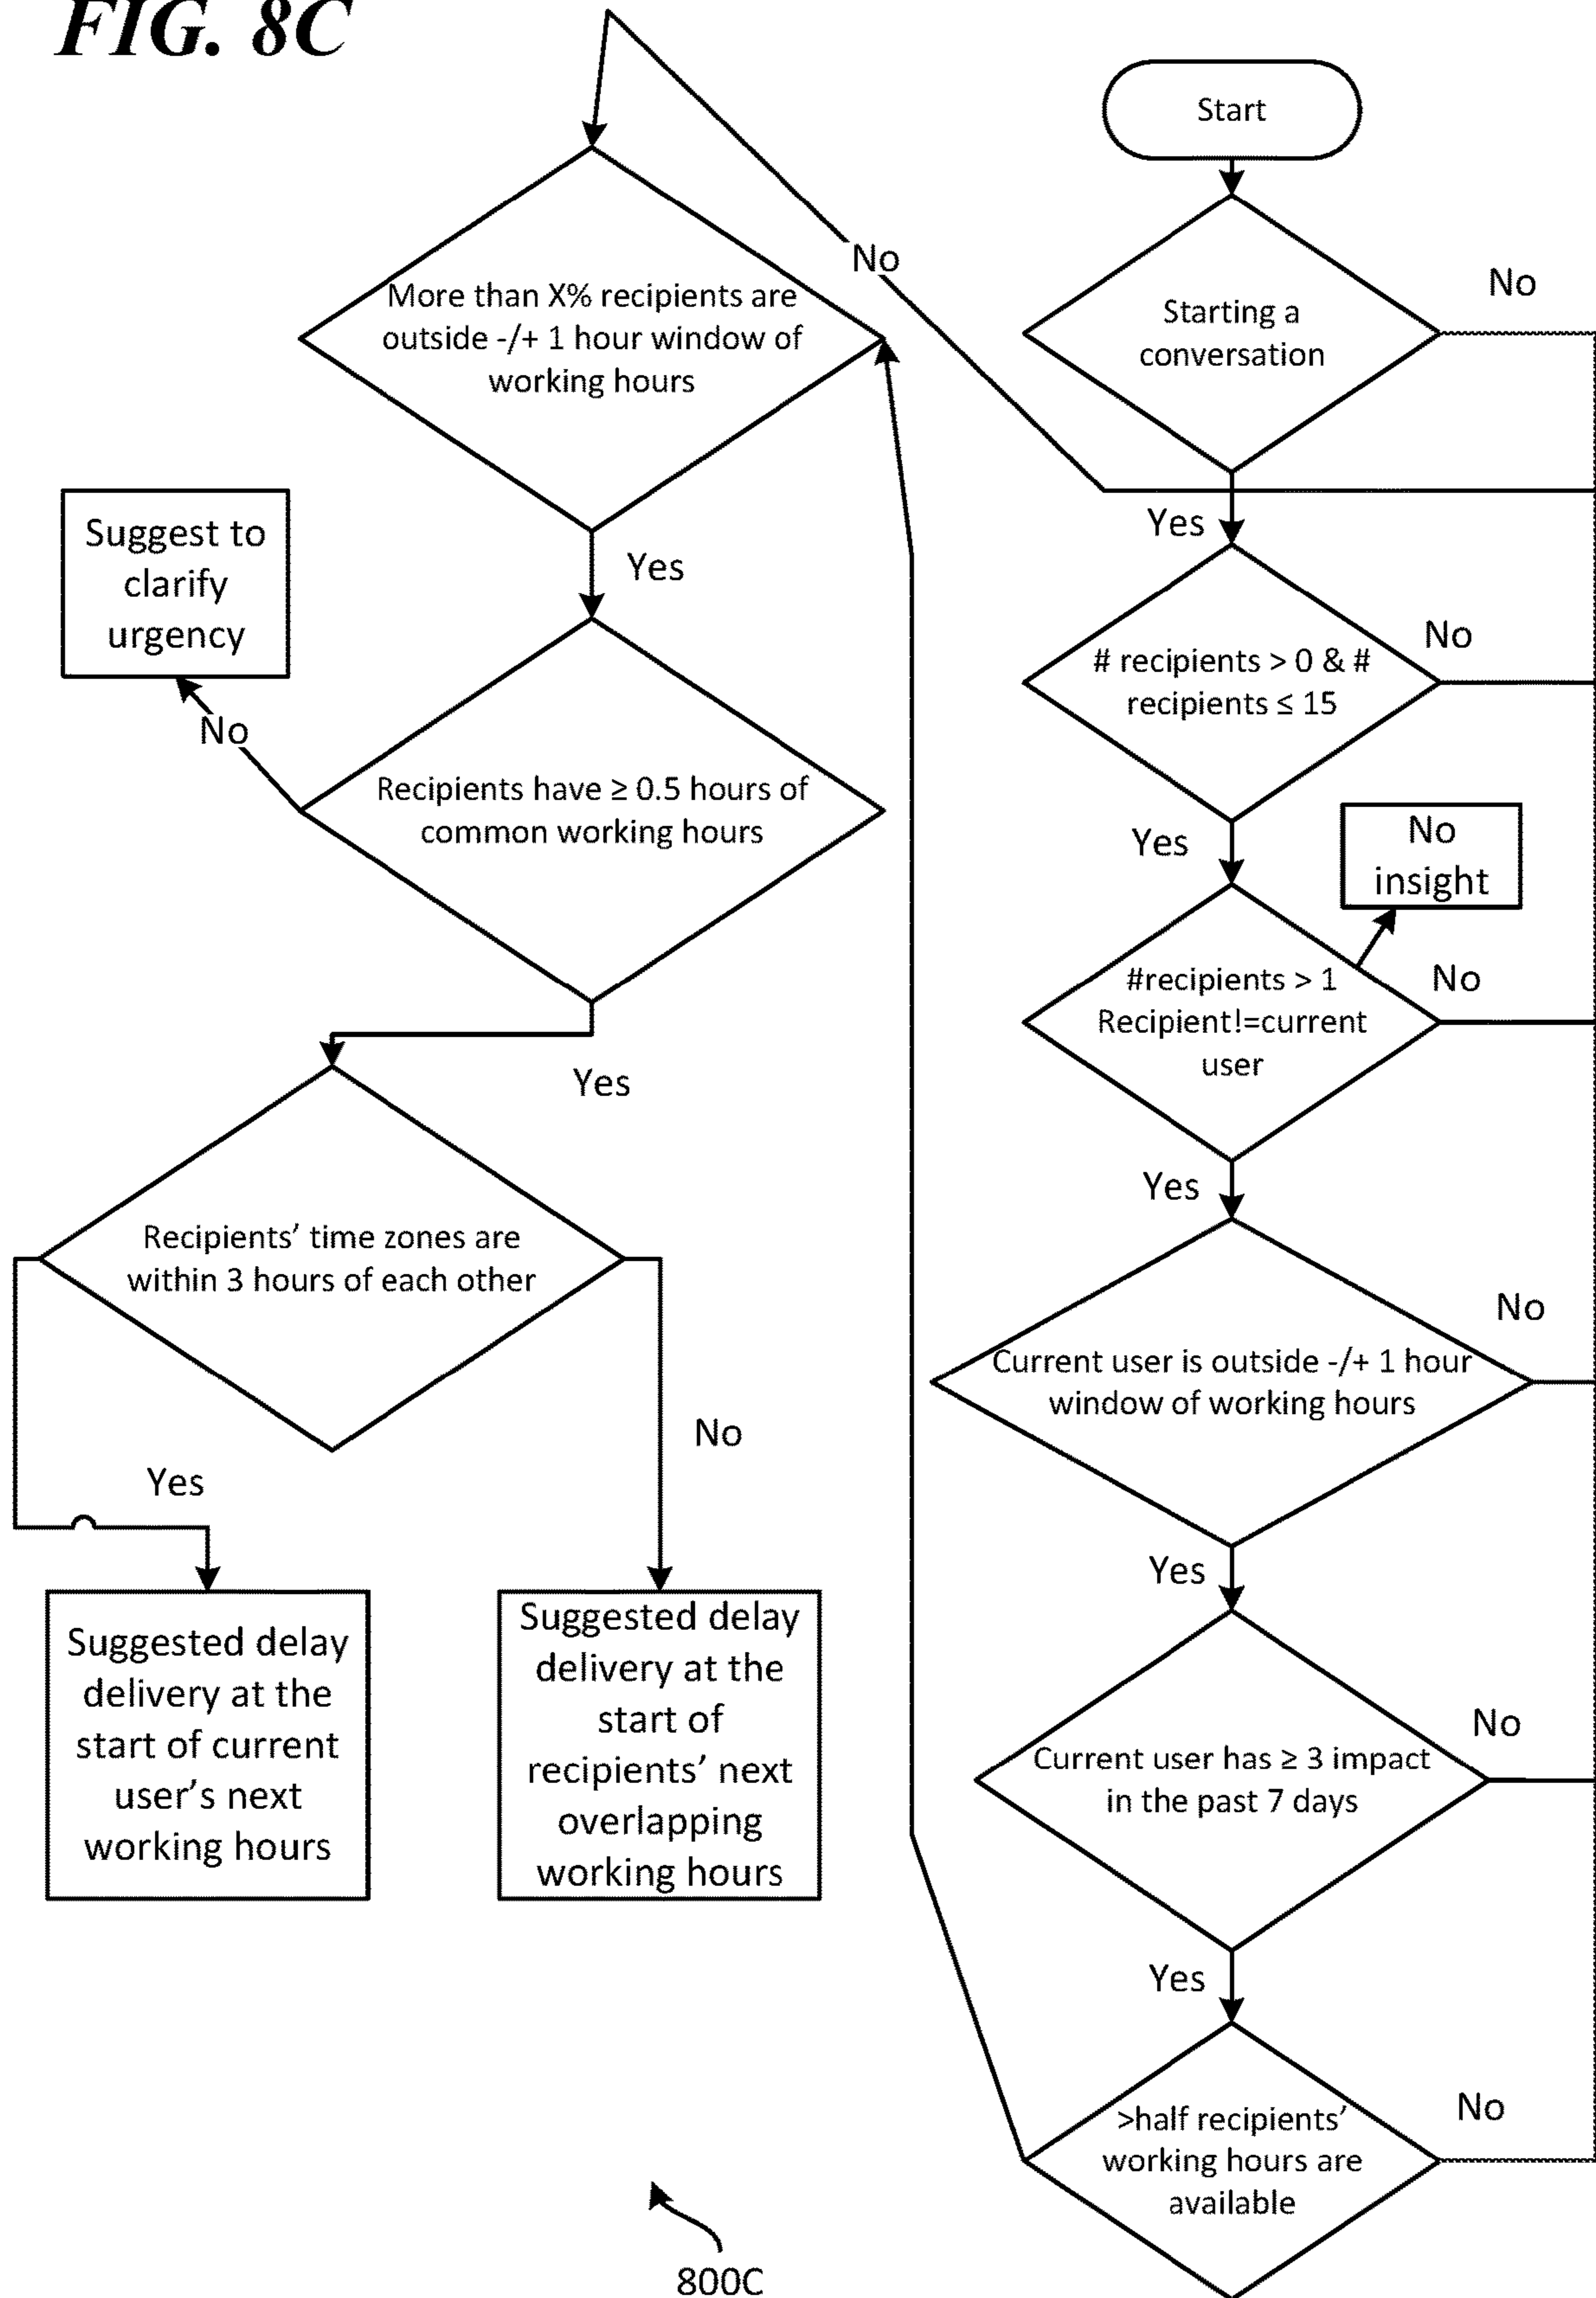 FIG. 8C
Start
Starting a
conversation
No
Yes
# recipients > 0 & #
recipients ≤ 15
No
Yes
No
insight
#recipients > 1
Recipient!=current
user
No
Yes
Current user is outside -/+ 1 hour
window of working hours
No
Yes
Current user has ≥ 3 impact
in the past 7 days
No
Yes
>half recipients’
working hours are
available
No
No
More than X% recipients are
outside -/+ 1 hour window of
working hours
Yes
Suggest to
clarify
urgency
No
Recipients have ≥ 0.5 hours of
common working hours
Yes
Recipients’ time zones are
within 3 hours of each other
Yes
No
Suggested delay
delivery at the
start of current
user’s next
working hours
Suggested delay
delivery at the
start of
recipients’ next
overlapping
working hours
800C